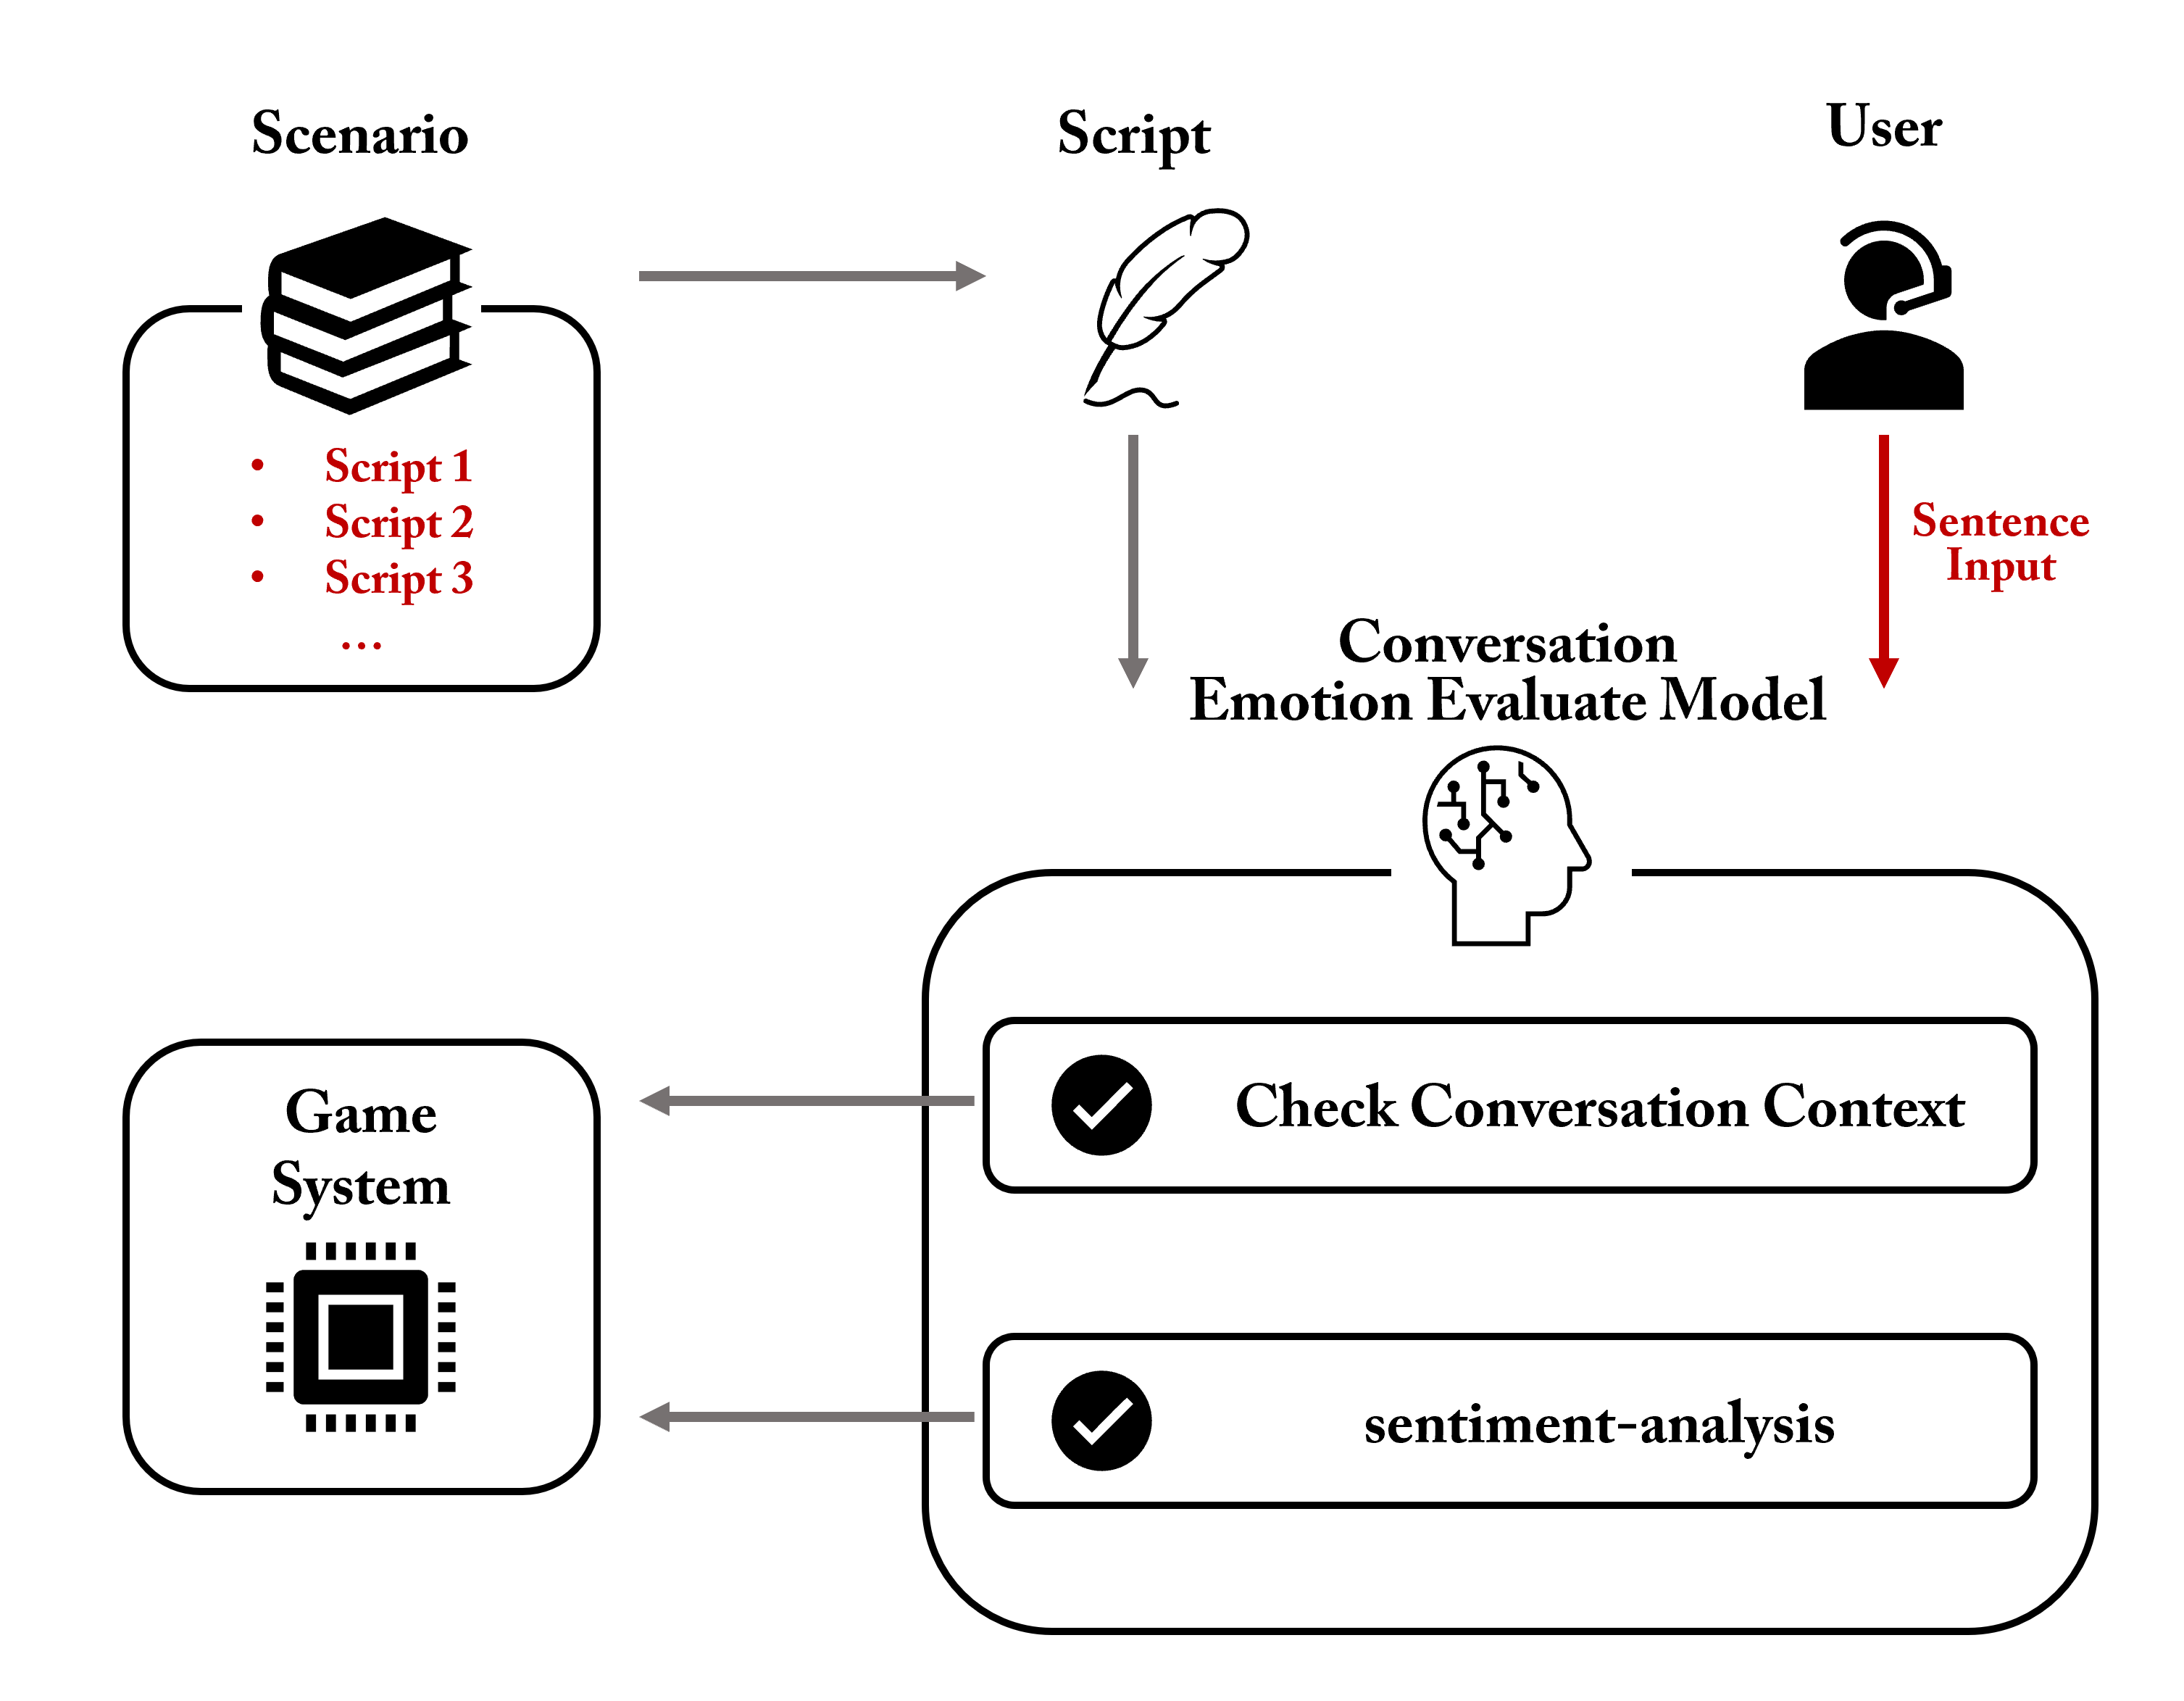 Scenario
Script
User
• Script 1
• Script 2
• Script 3
...
Sentence
Input
Conversation
Emotion Evaluate Model
Game
System
Check Conversation Context
sentiment-analysis